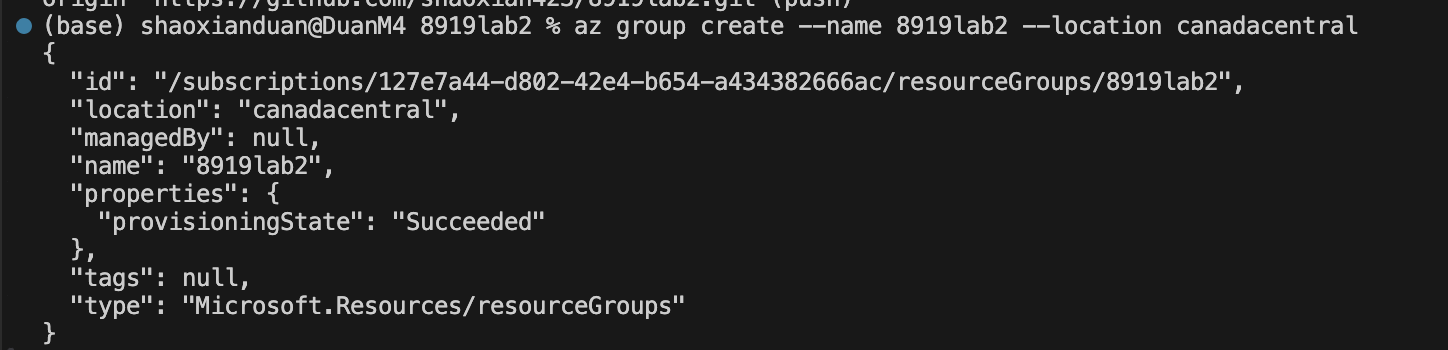 origin  https://github.com/shaoxian423/8919lab2.git (push)
(base) shaoxianduan@DuanM4 8919lab2 % az group create --name 8919lab2 --location canadacentral
{
  "id": "/subscriptions/127e7a44-d802-42e4-b654-a434382666ac/resourceGroups/8919lab2",
  "location": "canadacentral",
  "managedBy": null,
  "name": "8919lab2",
  "properties": {
    "provisioningState": "Succeeded"
  },
  "tags": null,
  "type": "Microsoft.Resources/resourceGroups"
}